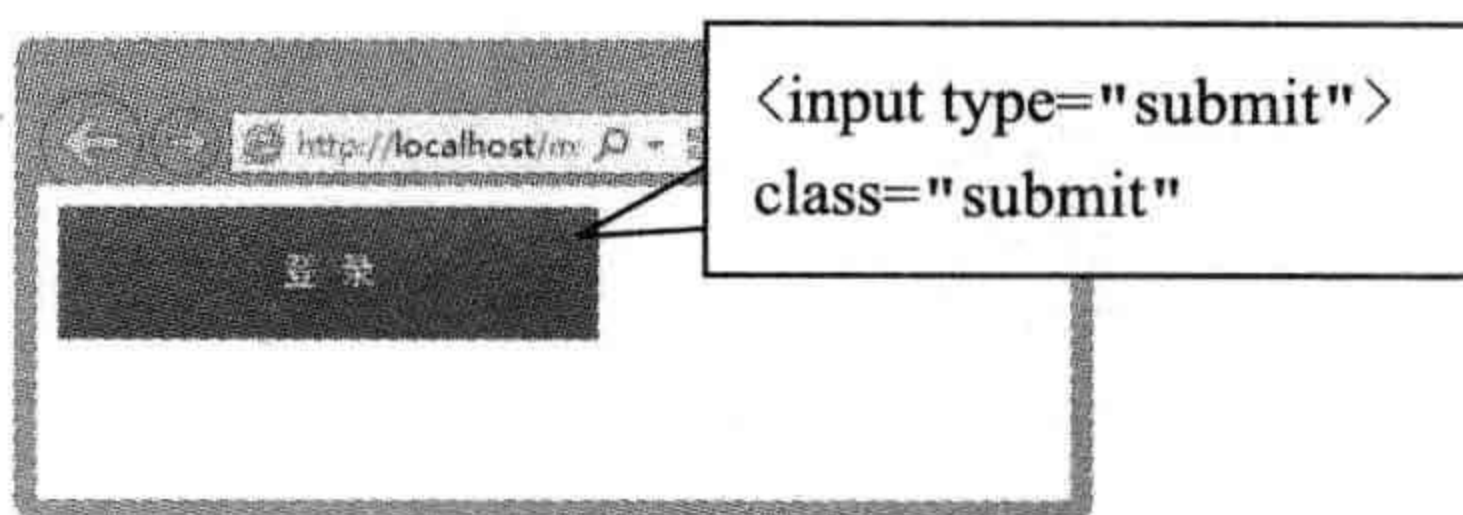 http://localhost/m
<input type="submit">
class="submit"
登 录